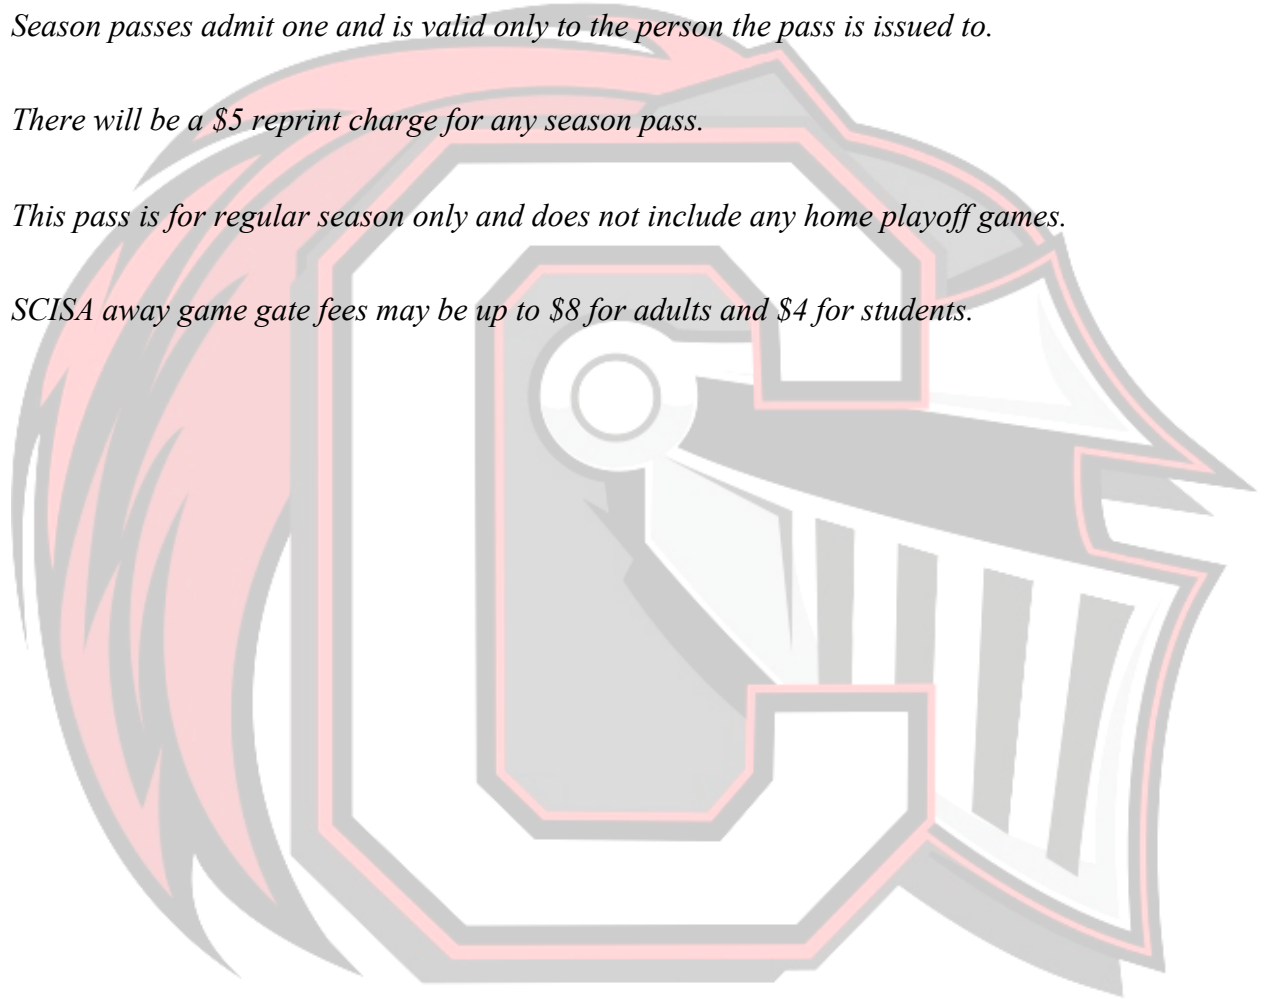 Season passes admit one and is valid only to the person the pass is issued to.
There will be a $5 reprint charge for any season pass.
This pass is for regular season only and does not include any home playoff games.
SCISA away game gate fees may be up to $8 for adults and $4 for students.